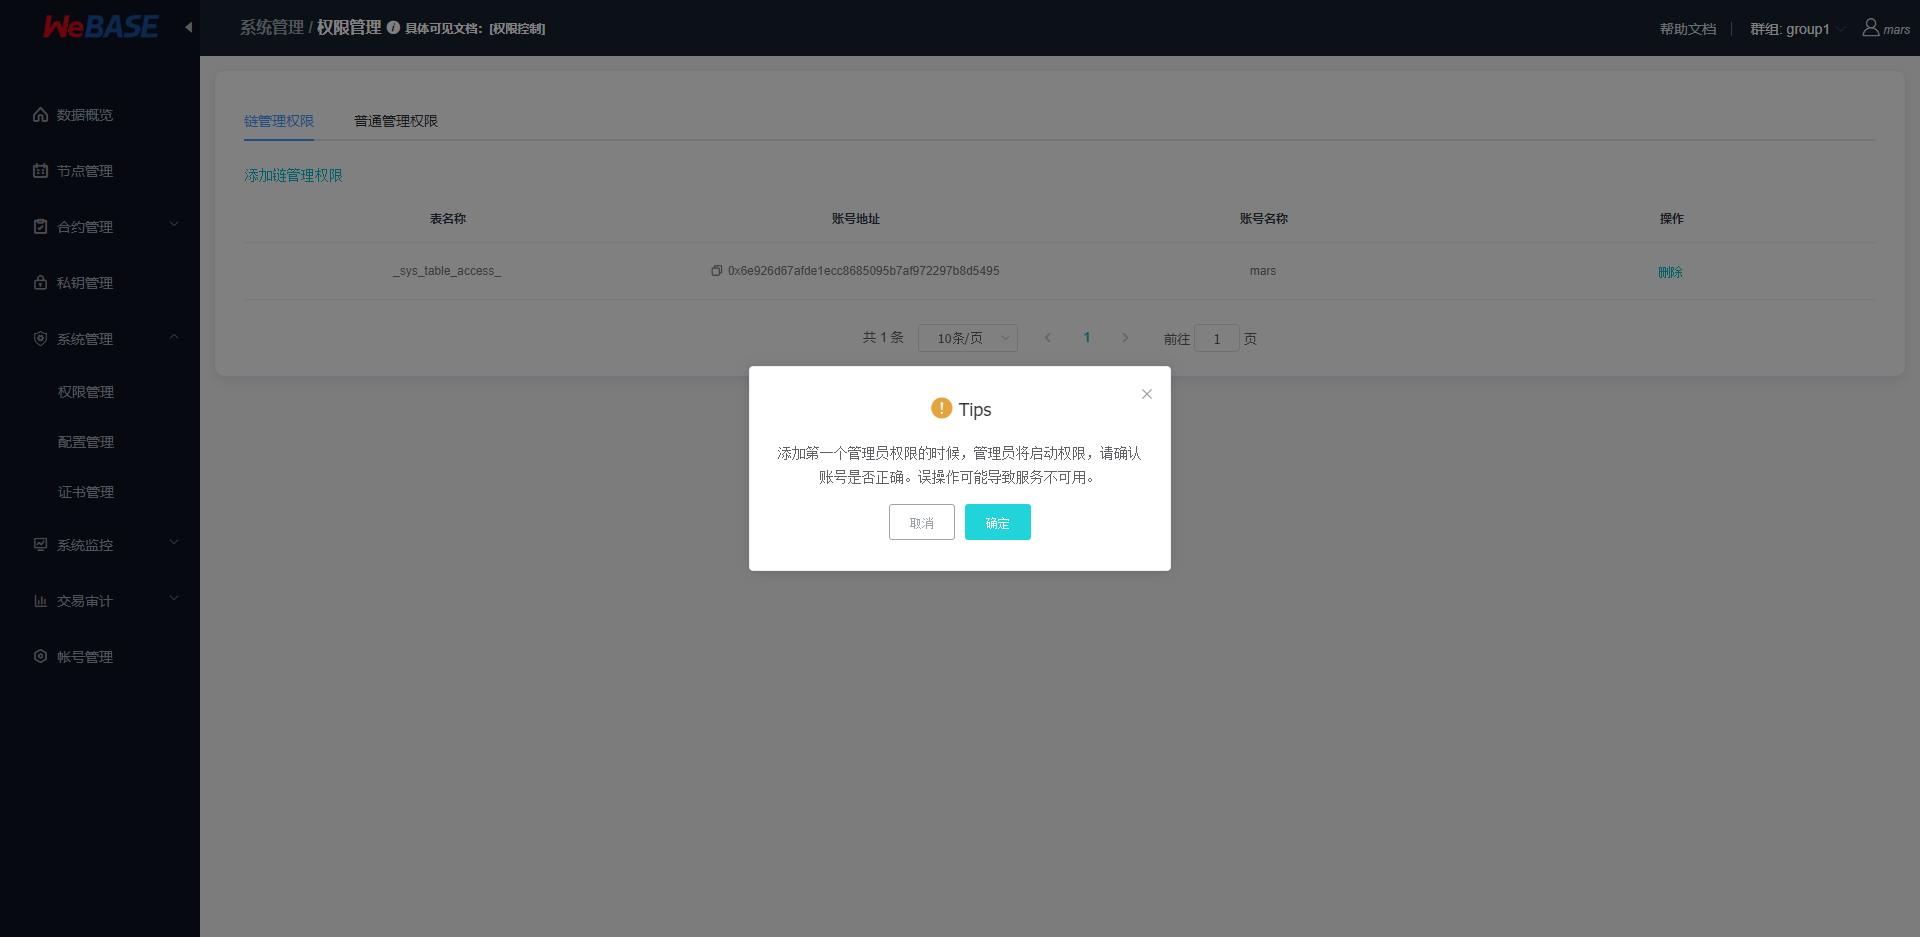 WeBASE
系统管理 / 权限管理 具体可见文档：[权限控制]
帮助文档
群组: group1
mars
数据概览
节点管理
合约管理
私钥管理
系统管理
权限管理
配置管理
证书管理
系统监控
交易审计
帐号管理
链管理权限
普通管理权限
添加链管理权限
表名称 账号地址 账号名称 操作
_sys_table_access_ 0x6e926d67afde1ecc8685095b7af972297b8d5495 mars 删除
共 1 条 10条/页 1 前往 1 页
Tips
添加第一个管理员权限的时候，管理员将启动权限，请确认
账号是否正确。误操作可能导致服务不可用。
取消 确定